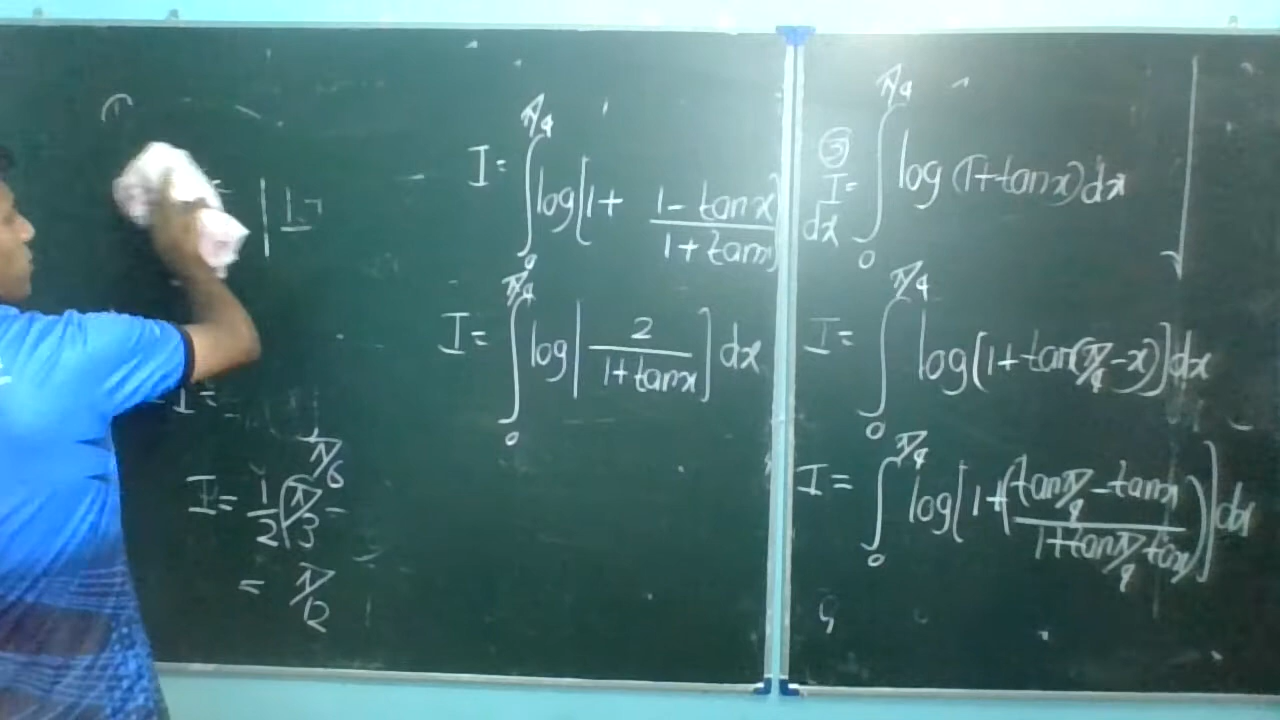 ③
I = ∫₀^{π/4} log (1+tanx) dx
I = ∫₀^{π/4} log [1+tan(π/4-x)] dx
I = ∫₀^{π/4} log [1+(tanπ/4-tanx / 1+tanπ/4 tanx)] dx
I = ∫₀^{π/4} log [1+ 1-tanx / 1+tanx] dx
I = ∫₀^{π/4} log [2 / 1+tanx] dx
I =
I = 1/2 (π/3 - π/6
= π/12